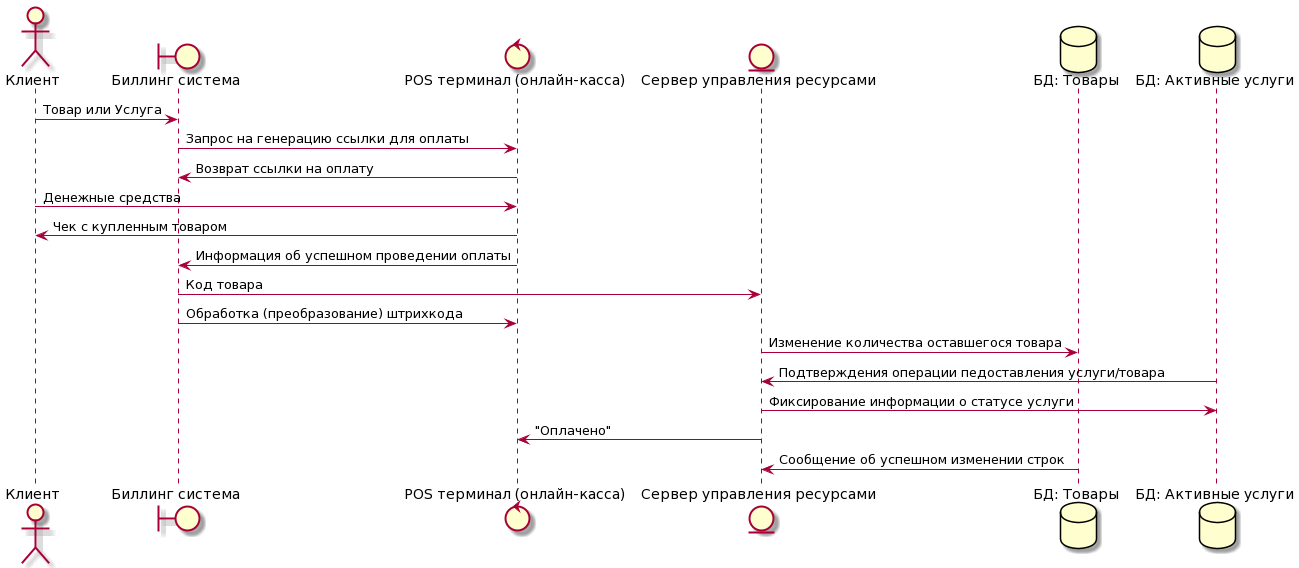 Клиент
Биллинг система
POS терминал (онлайн-касса)
Сервер управления ресурсами
БД: Товары
БД: Активные услуги
Товар или Услуга
Запрос на генерацию ссылки для оплаты
Возврат ссылки на оплату
Денежные средства
Чек с купленным товаром
Информация об успешном проведении оплаты
Код товара
Обработка (преобразование) штрихкода
Изменение количества оставшегося товара
Подтверждения операции педоставления услуги/товара
Фиксирование информации о статусе услуги
"Оплачено"
Сообщение об успешном изменении строк
Клиент
Биллинг система
POS терминал (онлайн-касса)
Сервер управления ресурсами
БД: Товары
БД: Активные услуги